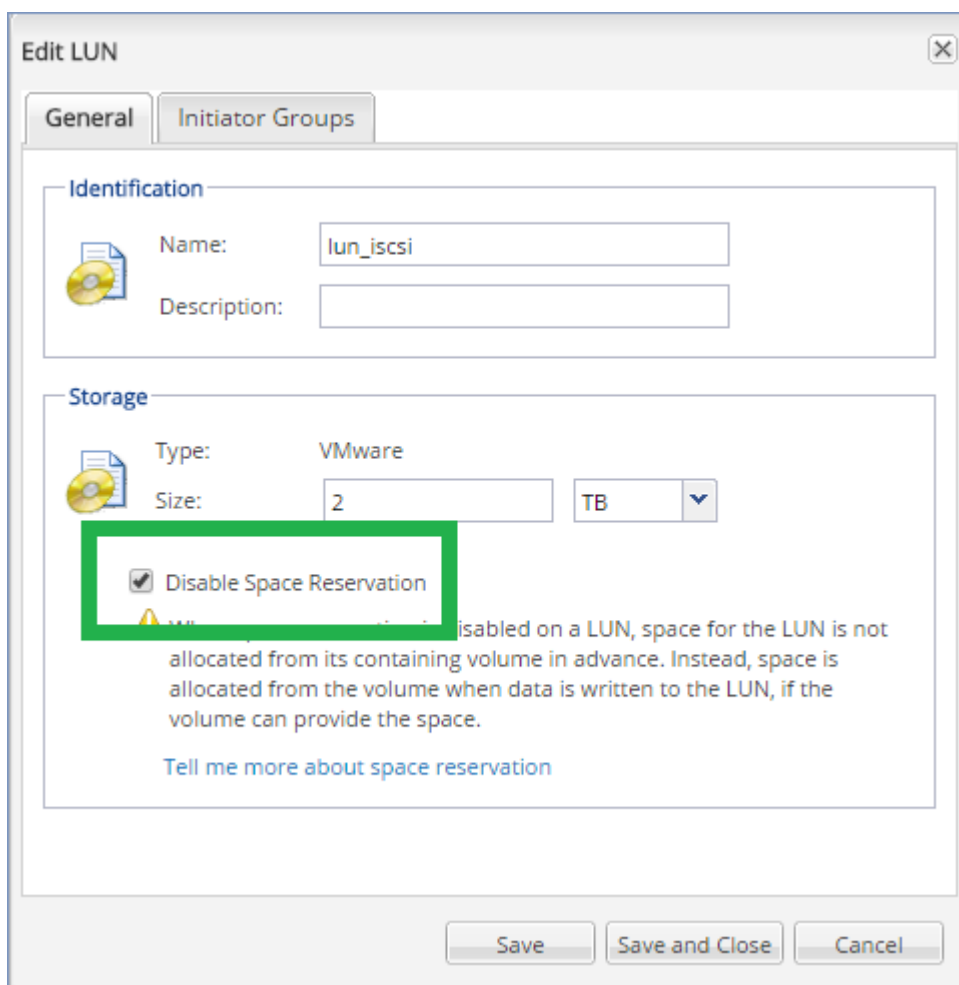 Edit LUN
General Initiator Groups
Identification
Name: lun_iscsi
Description:
Storage
Type: VMware
Size: 2 TB
Disable Space Reservation
disabled on a LUN, space for the LUN is not
allocated from its containing volume in advance. Instead, space is
allocated from the volume when data is written to the LUN, if the
volume can provide the space.
Tell me more about space reservation
Save Save and Close Cancel